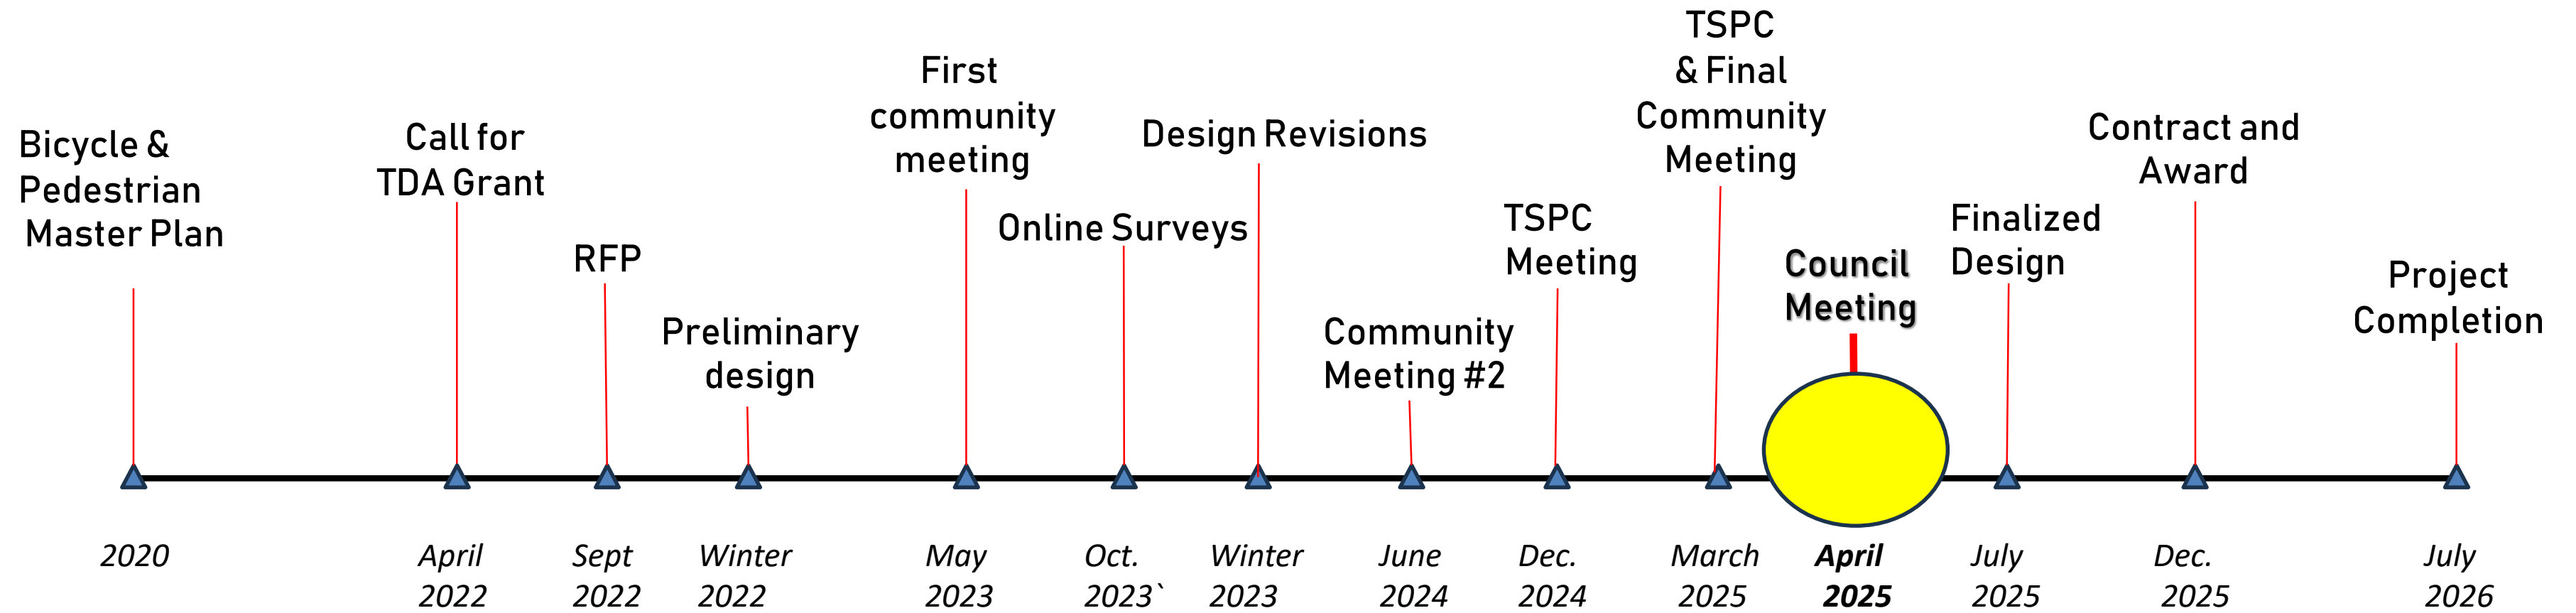 Bicycle &
Pedestrian
Master Plan
Call for
TDA Grant
RFP
Preliminary
design
First
community
meeting
Online Surveys
Design Revisions
Community
Meeting #2
TSPC
Meeting
TSPC
& Final
Community
Meeting
Council
Meeting
Finalized
Design
Contract and
Award
Project
Completion
2020
April
2022
Sept
2022
Winter
2022
May
2023
Oct.
2023`
Winter
2023
June
2024
Dec.
2024
March
2025
April
2025
July
2025
Dec.
2025
July
2026